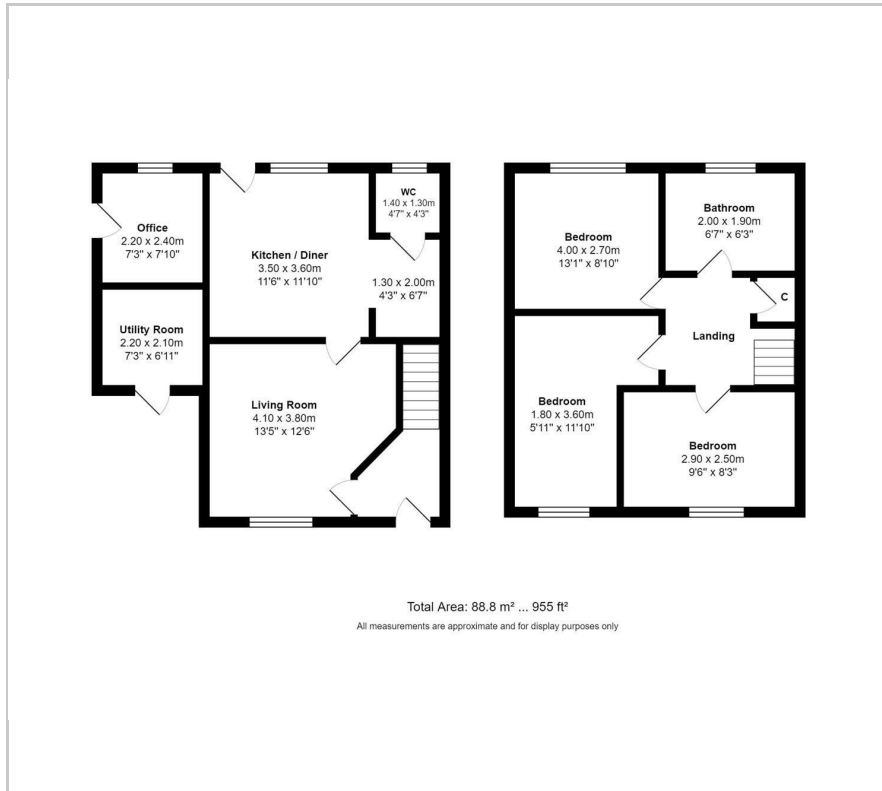 Office
2.20 x 2.40m
7'3" x 7'10"
Utility Room
2.20 x 2.10m
7'3" x 6'11"
Kitchen / Diner
3.50 x 3.60m
11'6" x 11'10"
WC
1.40 x 1.30m
4'7" x 4'3"
1.30 x 2.00m
4'3" x 6'7"
Living Room
4.10 x 3.80m
13'5" x 12'6"
Bedroom
4.00 x 2.70m
13'1" x 8'10"
Bathroom
2.00 x 1.90m
6'7" x 6'3"
C
Landing
Bedroom
1.80 x 3.60m
5'11" x 11'10"
Bedroom
2.90 x 2.50m
9'6" x 8'3"
Total Area: 88.8 m² ... 955 ft²
All measurements are approximate and for display purposes only